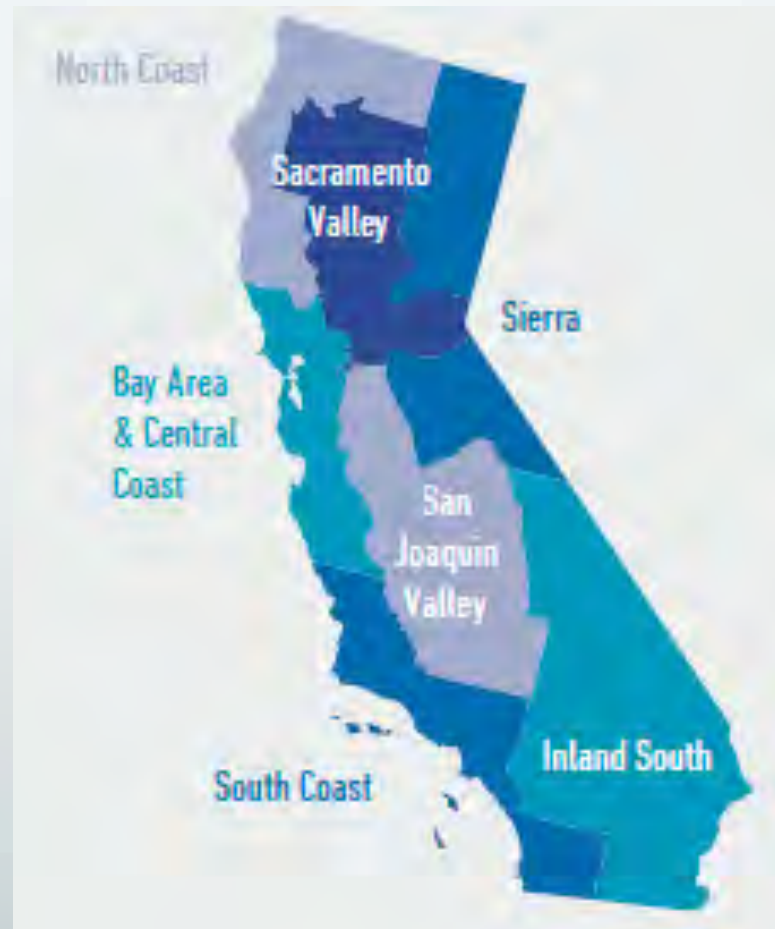 North Coast
Sacramento
Valley
Sierra
Bay Area
& Central
Coast
San
Joaquin
Valley
Inland South
South Coast